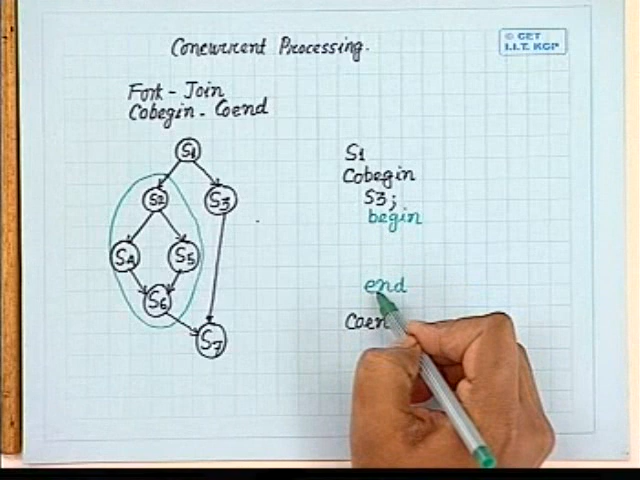 Concurrent Processing.
© CET
I.I.T. KGP
Fork - Join
Cobegin - Coend
S1
S2
S3
S4
S5
S6
S7
S1
Cobegin
S3;
begin
end
Coen